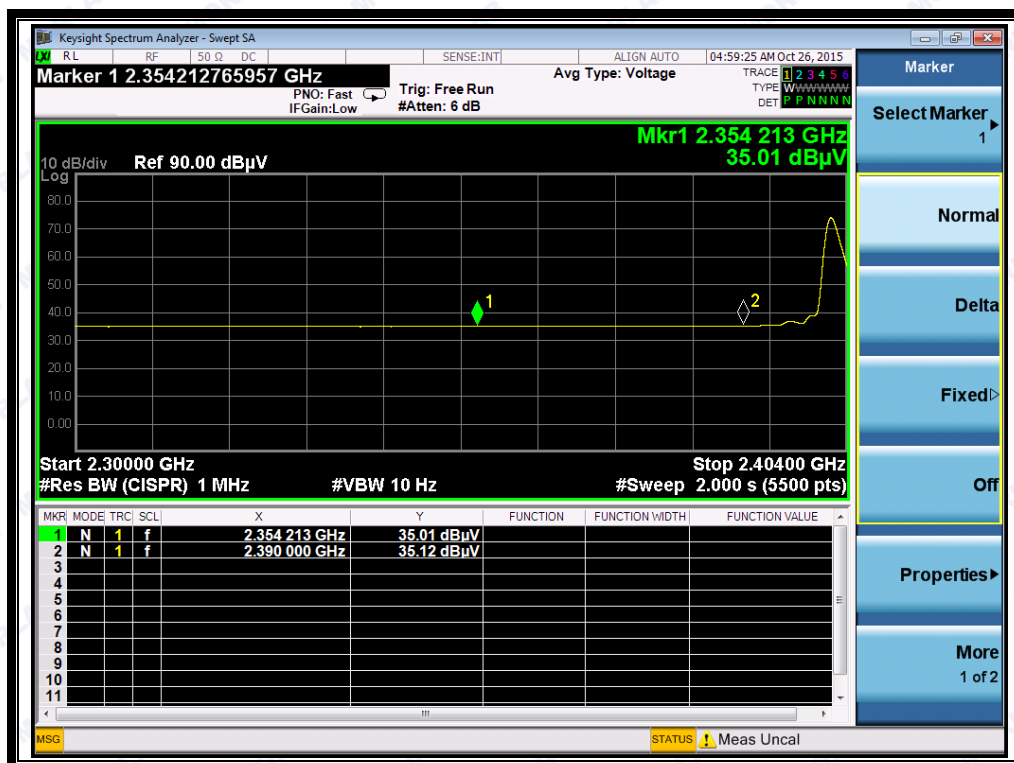 Keysight Spectrum Analyzer - Swept SA
LXI RL RF 50 Ω DC SENSE:INT ALIGN AUTO 04:59:25 AM Oct 26, 2015
Marker 1 2.354212765957 GHz
PNO: Fast
IFGain:Low
Trig: Free Run
#Atten: 6 dB
Avg Type: Voltage
TRACE 1 2 3 4 5 6
TYPE WWWWWW
DET P P N N N N
Mkr1 2.354 213 GHz
35.01 dBµV
10 dB/div Ref 90.00 dBµV
Log
80.0
70.0
60.0
50.0
40.0
30.0
20.0
10.0
0.00
1
2
Start 2.30000 GHz Stop 2.40400 GHz
#Res BW (CISPR) 1 MHz #VBW 10 Hz #Sweep 2.000 s (5500 pts)
MKR MODE TRC SCL X Y FUNCTION FUNCTION WIDTH FUNCTION VALUE
1 N 1 f 2.354 213 GHz 35.01 dBµV
2 N 1 f 2.390 000 GHz 35.12 dBµV
3
4
5
6
7
8
9
10
11
MSG STATUS Meas Uncal
Marker
Select Marker
1
Normal
Delta
Fixed
Off
Properties
More
1 of 2